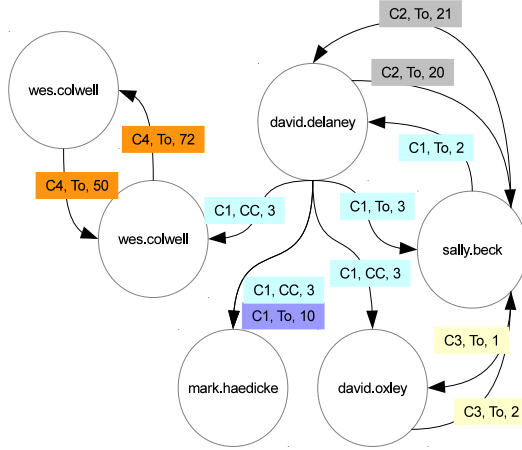 C2, To, 21
C2, To, 20
wes.colwell
david.delaney
C4, To, 72
C1, To, 2
C4, To, 50
C1, CC, 3
C1, To, 3
wes.colwell
sally.beck
C1, CC, 3
C1, CC, 3
C1, To, 10
C3, To, 1
mark.haedicke
david.oxley
C3, To, 2